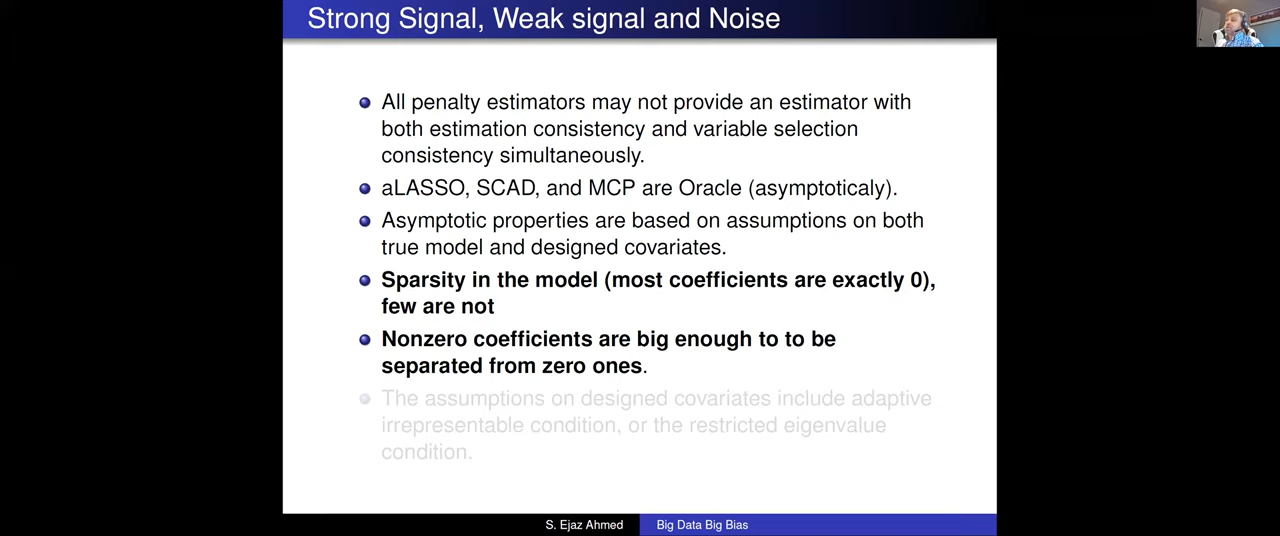 Strong Signal, Weak signal and Noise
All penalty estimators may not provide an estimator with
both estimation consistency and variable selection
consistency simultaneously.
aLASSO, SCAD, and MCP are Oracle (asymptoticaly).
Asymptotic properties are based on assumptions on both
true model and designed covariates.
Sparsity in the model (most coefficients are exactly 0),
few are not
Nonzero coefficients are big enough to to be
separated from zero ones.
The assumptions on designed covariates include adaptive
irrepresentable condition, or the restricted eigenvalue
condition.
S. Ejaz Ahmed
Big Data Big Bias